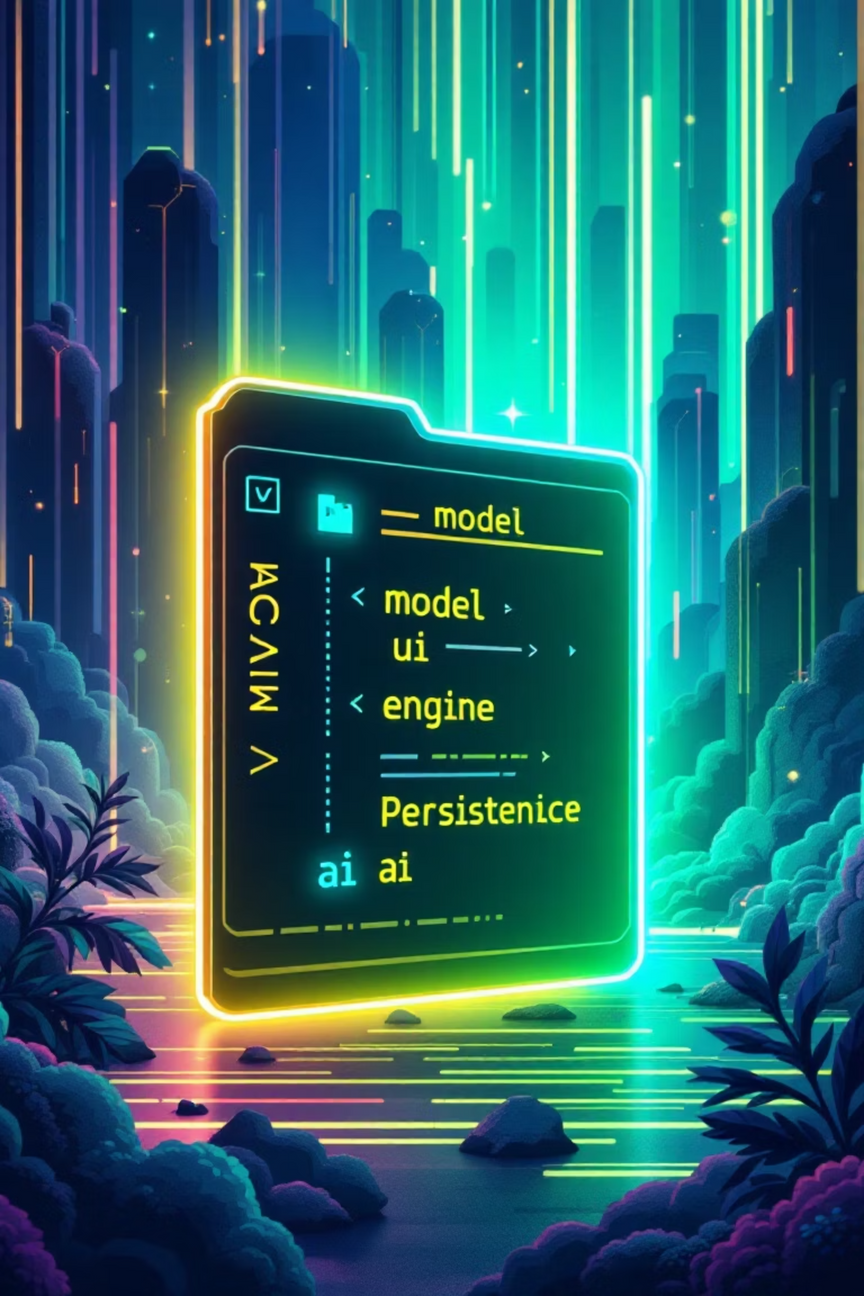 model
model
ui
engine
Persistenice
ai ai